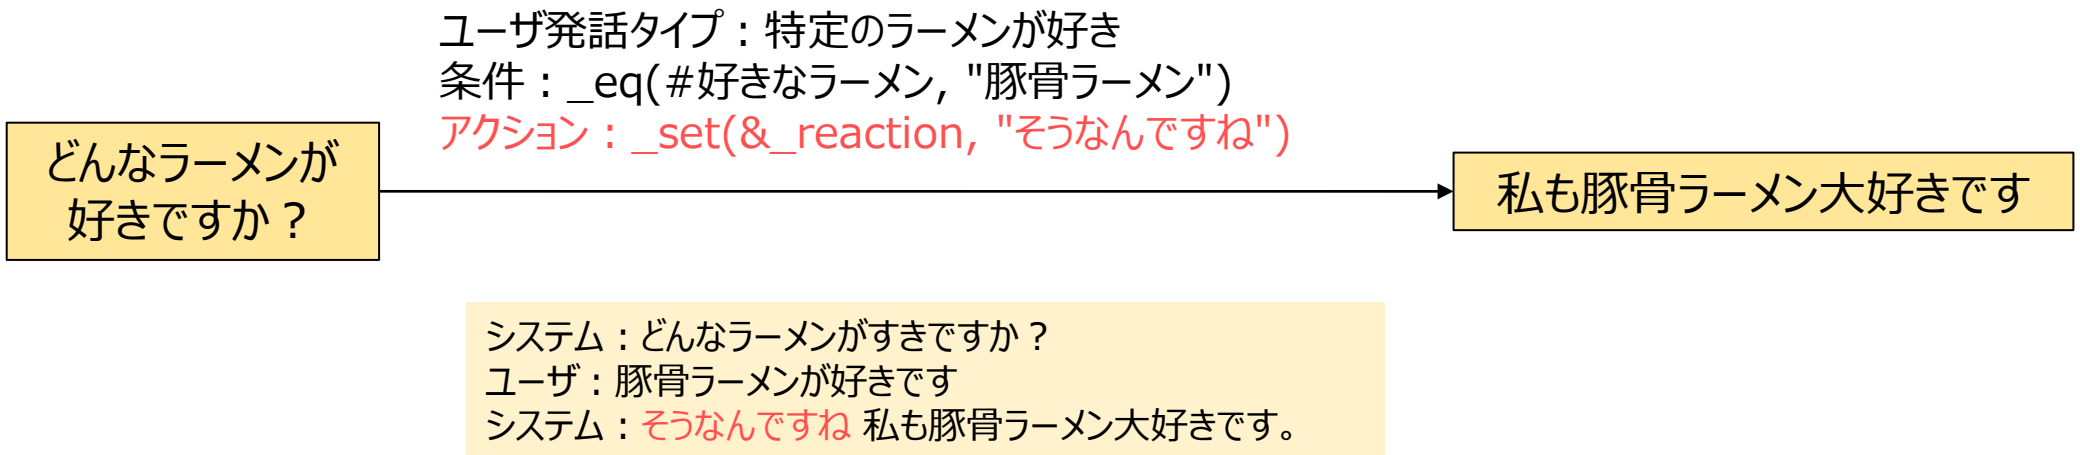 ユーザ発話タイプ：特定のラーメンが好き
条件：_eq(#好きなラーメン, "豚骨ラーメン")
アクション：_set(&_reaction, "そうなんですね")
どんなラーメンが
好きですか？
私も豚骨ラーメン大好きです
システム：どんなラーメンがすきですか？
ユーザ：豚骨ラーメンが好きです
システム：そうなんですね 私も豚骨ラーメン大好きです。